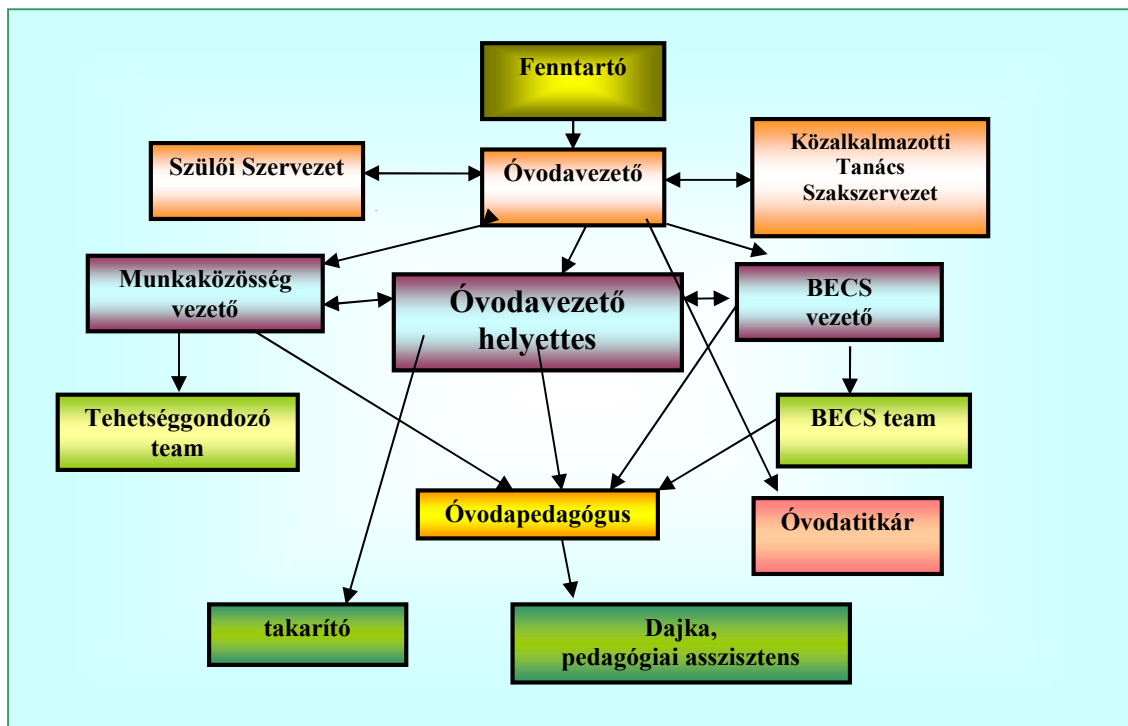 Fenntartó
Szülői Szervezet
Óvodavezető
Közalkalmazotti
Tanács
Szakszervezet
Munkaközösség
vezető
Óvodavezető
helyettes
BECS
vezető
Tehetséggondozó
team
BECS team
Óvodapedagógus
Óvodatitkár
takarító
Dajka,
pedagógiai asszisztens